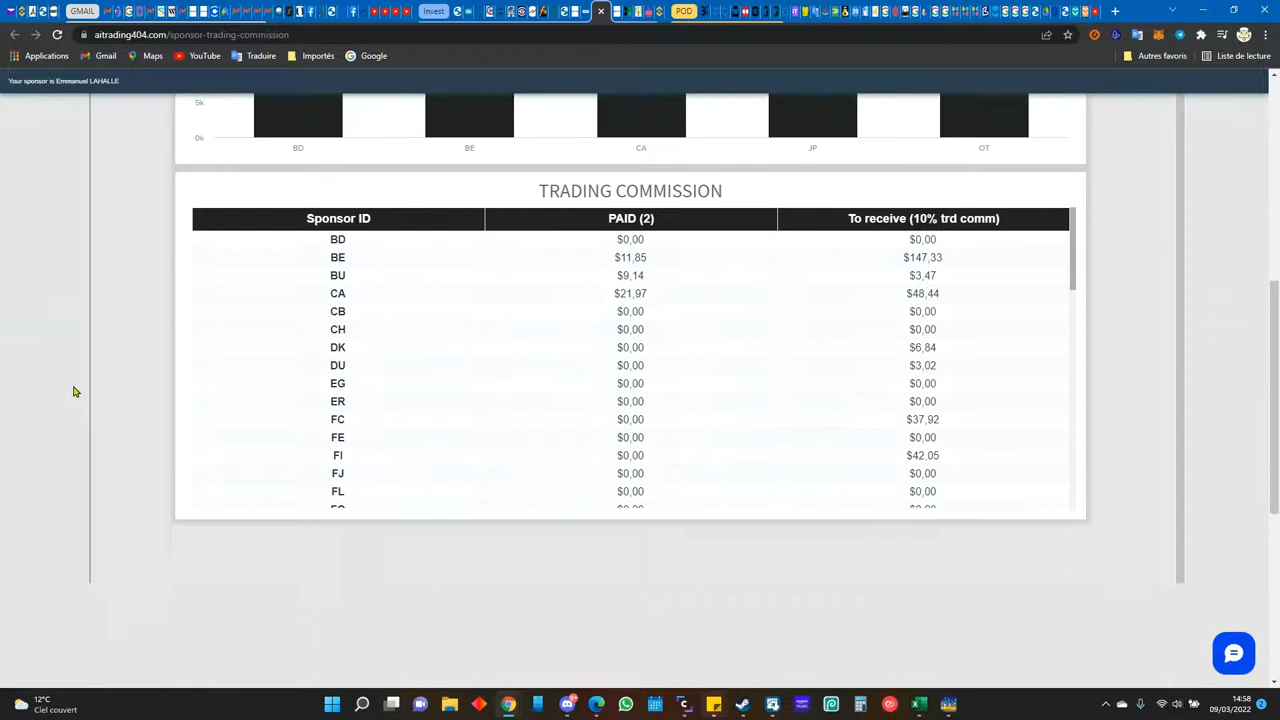 GMAIL
Invest
POD
aitrading404.com/sponsor-trading-commission
Applications Gmail Maps YouTube Traduire Importés Google Autres favoris Liste de lecture
Your sponsor is Emmanuel LAHALLE
5k
0k
BD BE CA JP OT
TRADING COMMISSION
Sponsor ID PAID (2) To receive (10% trd comm)
BD $0,00 $0,00
BE $11,85 $147,33
BU $9,14 $3,47
CA $21,97 $48,44
CB $0,00 $0,00
CH $0,00 $0,00
DK $0,00 $6,84
DU $0,00 $3,02
EG $0,00 $0,00
ER $0,00 $0,00
FC $0,00 $37,92
FE $0,00 $0,00
FI $0,00 $42,05
FJ $0,00 $0,00
FL $0,00 $0,00
12°C
Ciel couvert
14:58
09/03/2022